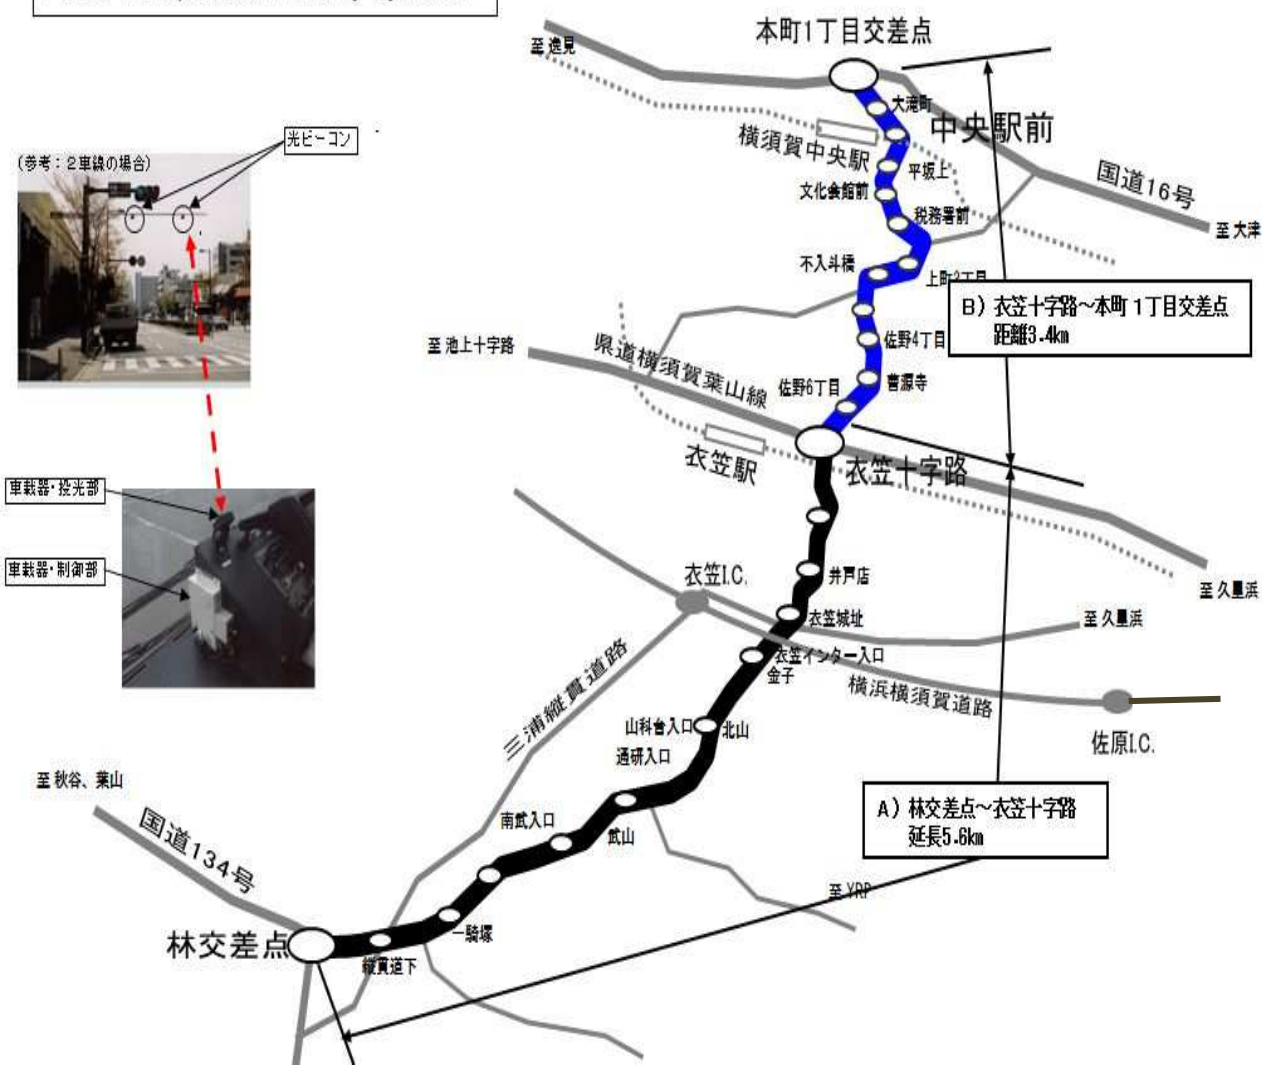 本町1丁目交差点
至 逸見
大滝町
中央駅前
横須賀中央駅
平坂上
文化会館前
国道16号
税務署前
至 大津
不入斗橋
上町3丁目
B) 衣笠十字路～本町1丁目交差点
距離3.4km
佐野4丁目
至 池上十字路
県道横須賀葉山線
曹源寺
佐野6丁目
衣笠駅
衣笠十字路
至 久里浜
光ビーコン
(参考:2車線の場合)
車載器・投光部
車載器・制御部
井戸店
衣笠I.C.
衣笠城址
至 久里浜
衣笠インター入口
金子
横浜横須賀道路
三浦縦貫道路
佐原I.C.
山科台入口
北山
通研入口
A) 林交差点～衣笠十字路
延長5.6km
至 秋谷、葉山
国道134号
南武入口
武山
至 YRP
一騎塚
林交差点
縦貫道下